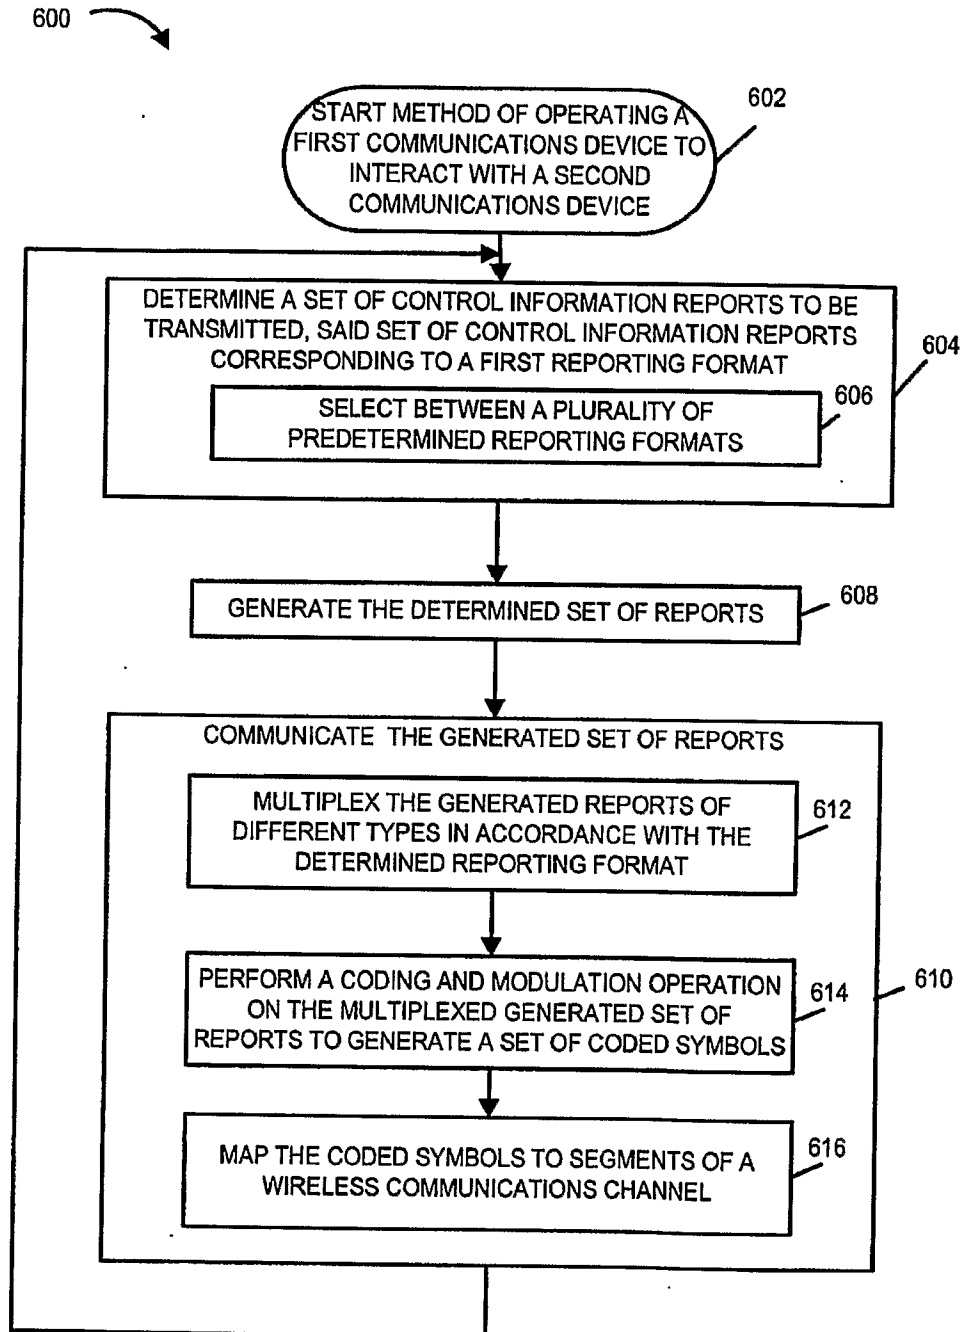 600
START METHOD OF OPERATING A
FIRST COMMUNICATIONS DEVICE TO
INTERACT WITH A SECOND
COMMUNICATIONS DEVICE
602
DETERMINE A SET OF CONTROL INFORMATION REPORTS TO BE
TRANSMITTED, SAID SET OF CONTROL INFORMATION REPORTS
CORRESPONDING TO A FIRST REPORTING FORMAT
604
SELECT BETWEEN A PLURALITY OF
PREDETERMINED REPORTING FORMATS
606
GENERATE THE DETERMINED SET OF REPORTS
608
COMMUNICATE THE GENERATED SET OF REPORTS
MULTIPLEX THE GENERATED REPORTS OF
DIFFERENT TYPES IN ACCORDANCE WITH THE
DETERMINED REPORTING FORMAT
612
PERFORM A CODING AND MODULATION OPERATION
ON THE MULTIPLEXED GENERATED SET OF
REPORTS TO GENERATE A SET OF CODED SYMBOLS
614
610
MAP THE CODED SYMBOLS TO SEGMENTS OF A
WIRELESS COMMUNICATIONS CHANNEL
616